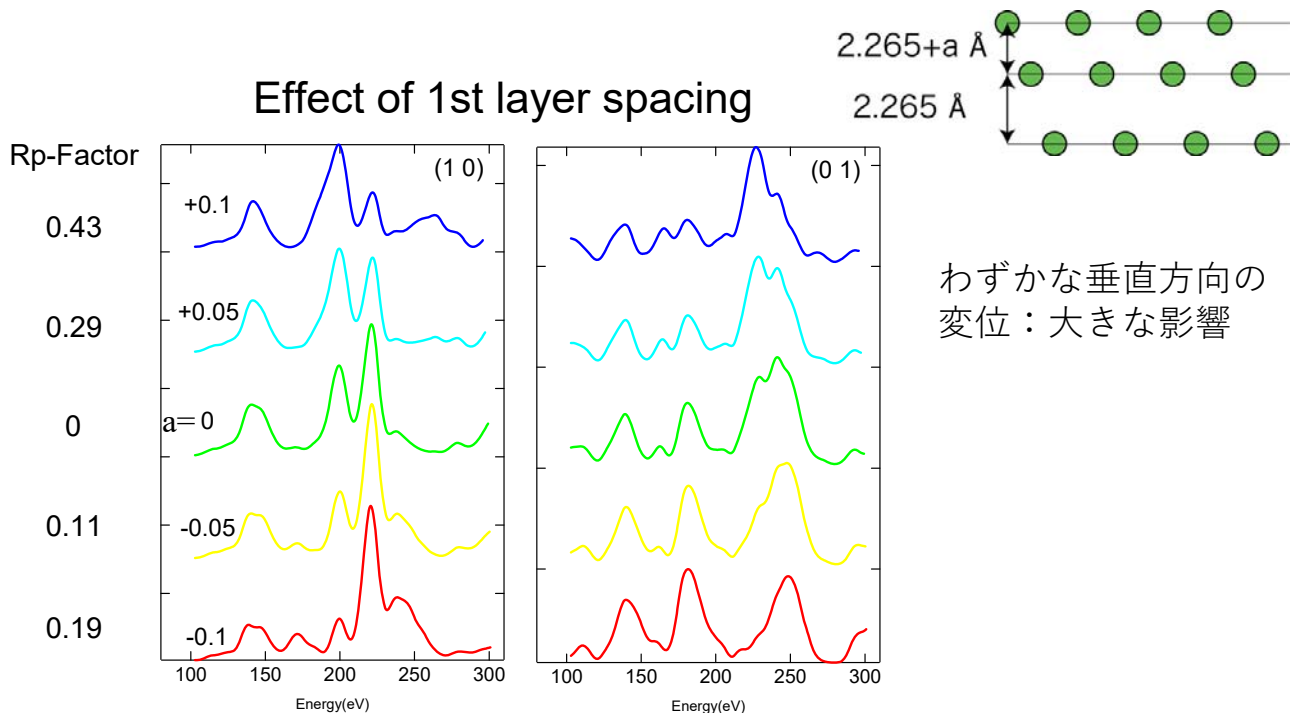 2.265+a Å
2.265 Å
Effect of 1st layer spacing
Rp-Factor
0.43
0.29
0
0.11
0.19
(1 0)
+0.1
+0.05
a=0
-0.05
-0.1
100 150 200 250 300
Energy(eV)
(0 1)
100 150 200 250 300
Energy(eV)
わずかな垂直方向の
変位：大きな影響